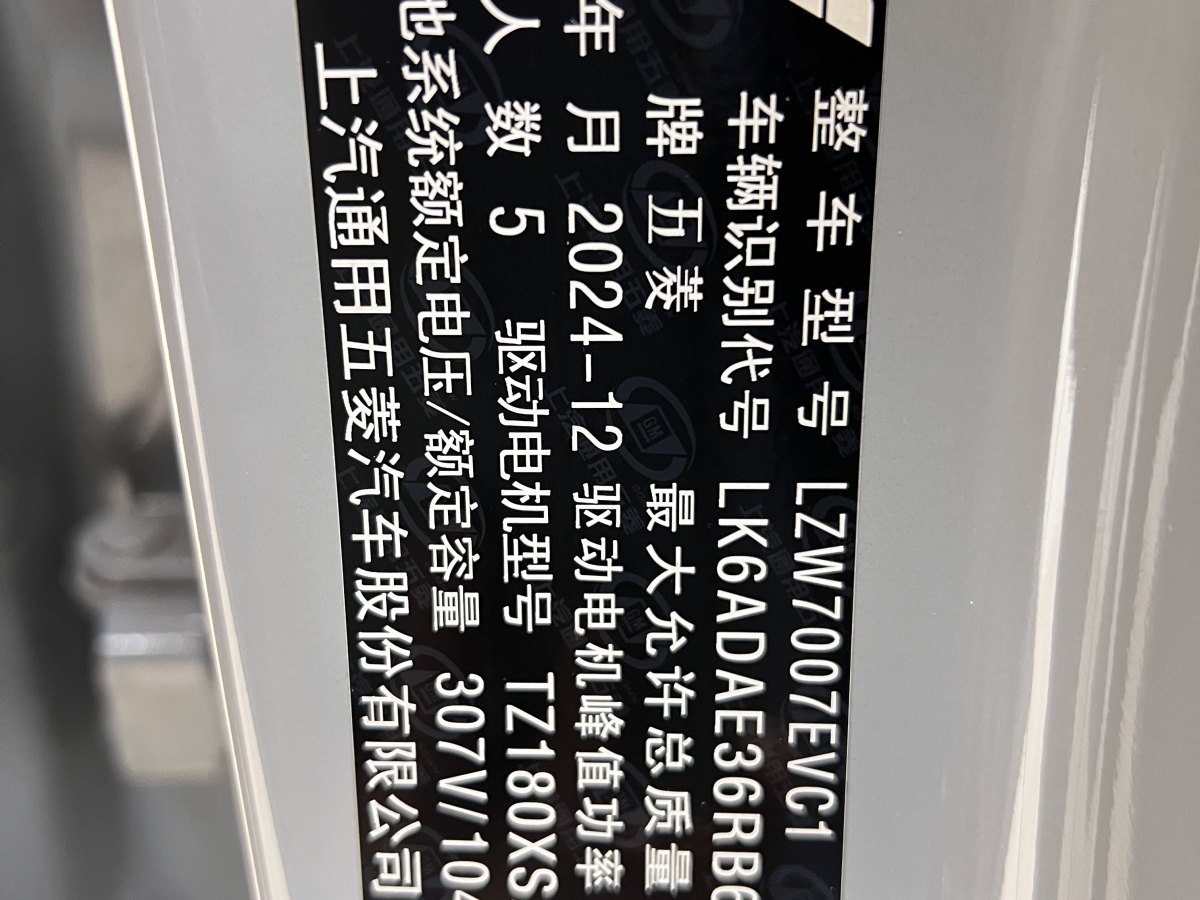 整车型号 LZW7007EVC1
车辆识别代号 LK6ADAE36RB6
牌 五菱 最大允许总质量
年月 2024-12 驱动电机峰值功率
人数 5 驱动电机型号 TZ180XS
池系统额定电压/额定容量 307V/104
上汽通用五菱汽车股份有限公司